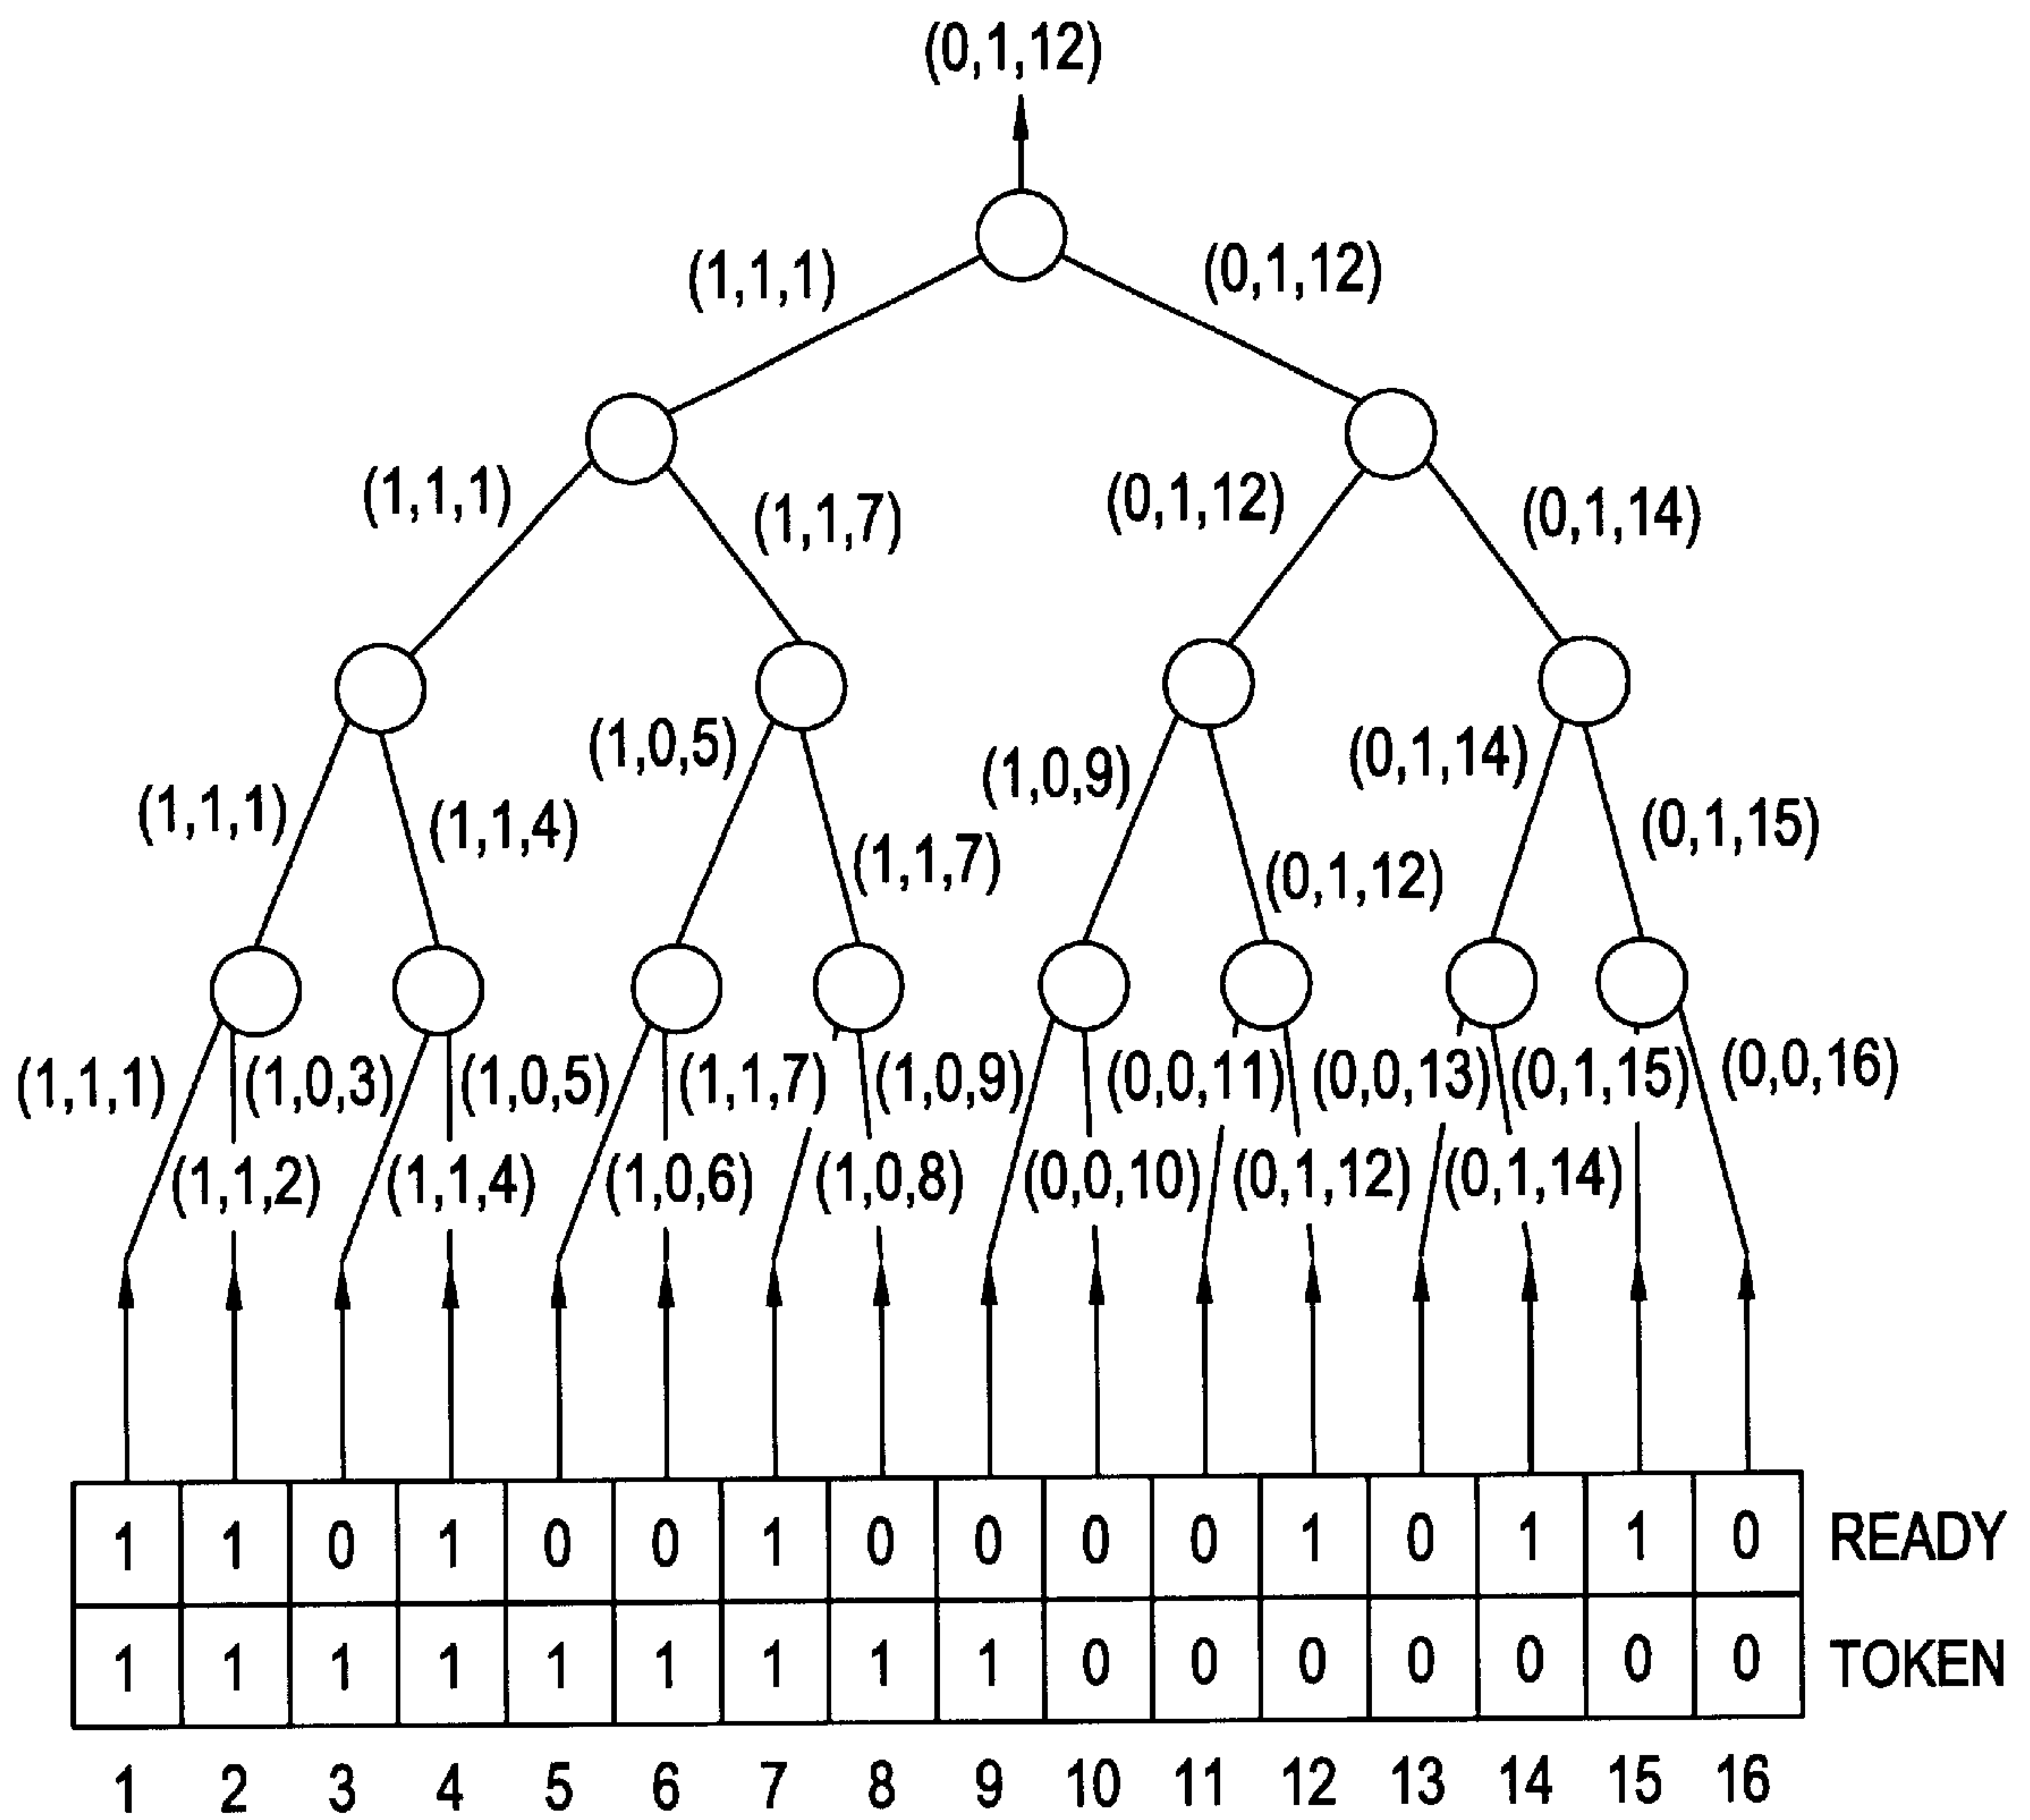 (0,1,12)
(1,1,1) (0,1,12)
(1,1,1) (1,1,7) (0,1,12) (0,1,14)
(1,0,5) (1,0,9) (0,1,14)
(1,1,1) (1,1,4) (1,1,7) (0,1,12) (0,1,15)
(1,1,1) (1,0,3) (1,0,5) (1,1,7) (1,0,9) (0,0,11) (0,0,13) (0,1,15) (0,0,16)
(1,1,2) (1,1,4) (1,0,6) (1,0,8) (0,0,10) (0,1,12) (0,1,14)
1 1 0 1 0 0 1 0 0 0 0 1 0 1 1 0 READY
1 1 1 1 1 1 1 1 1 0 0 0 0 0 0 0 TOKEN
1 2 3 4 5 6 7 8 9 10 11 12 13 14 15 16